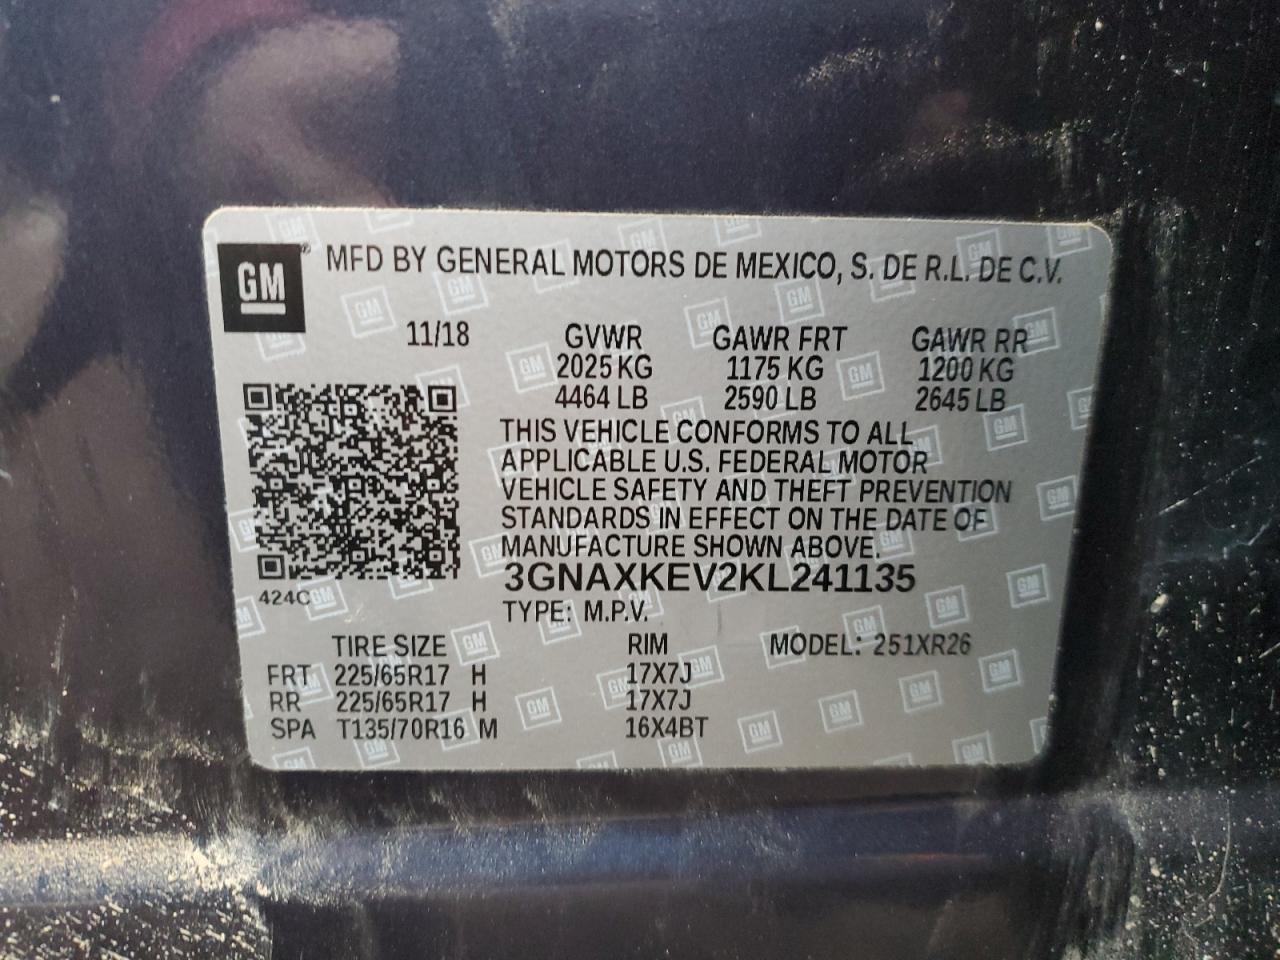 GM ® MFD BY GENERAL MOTORS DE MEXICO, S. DE R.L. DE C.V.
11/18 GVWR GAWR FRT GAWR RR
2025 KG 1175 KG 1200 KG
4464 LB 2590 LB 2645 LB
THIS VEHICLE CONFORMS TO ALL
APPLICABLE U.S. FEDERAL MOTOR
VEHICLE SAFETY AND THEFT PREVENTION
STANDARDS IN EFFECT ON THE DATE OF
MANUFACTURE SHOWN ABOVE.
3GNAXKEV2KL241135
424C
TYPE: M.P.V.
TIRE SIZE RIM MODEL: 251XR26
FRT 225/65R17 H 17X7J
RR 225/65R17 H 17X7J
SPA T135/70R16 M 16X4BT